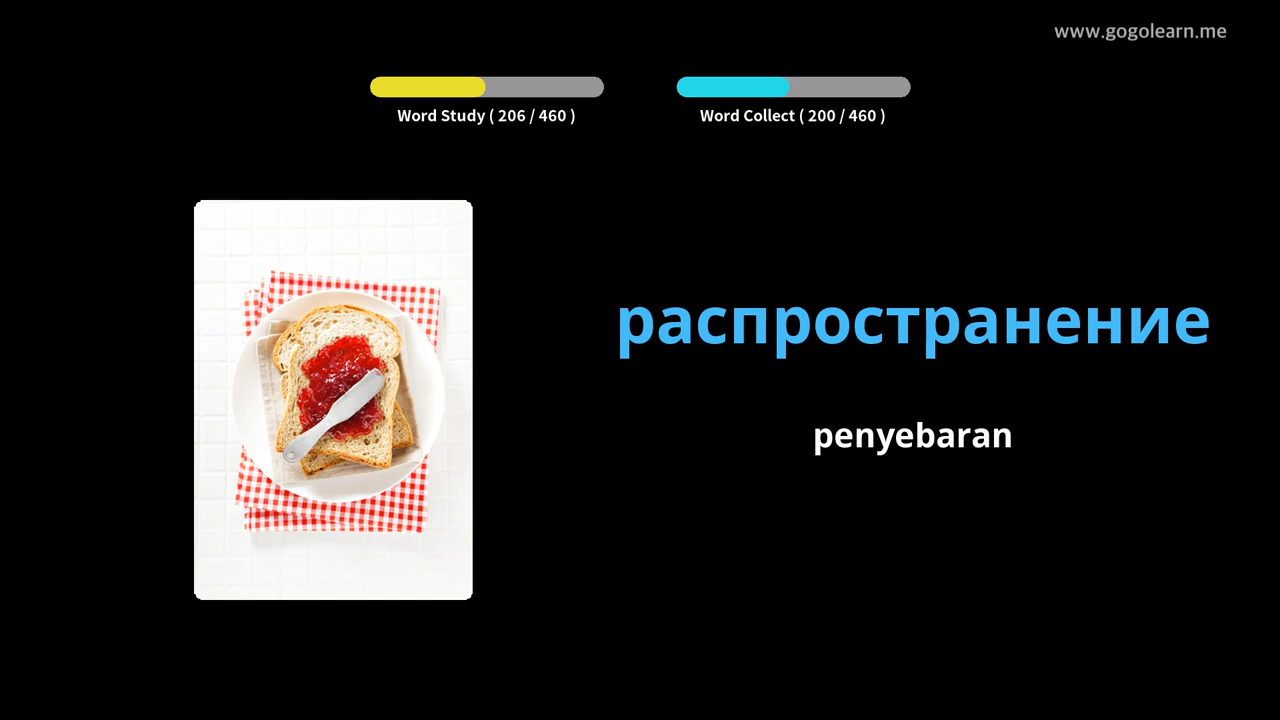 www.gogolearn.me
Word Study ( 206 / 460 )
Word Collect ( 200 / 460 )
распространение
penyebaran